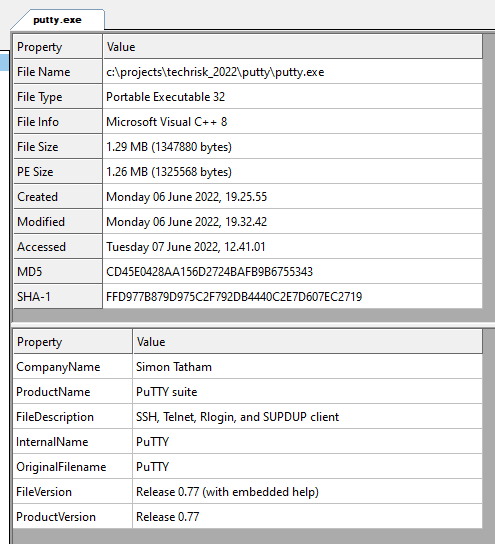 putty.exe
Property Value
File Name c:\projects\techrisk_2022\putty\putty.exe
File Type Portable Executable 32
File Info Microsoft Visual C++ 8
File Size 1.29 MB (1347880 bytes)
PE Size 1.26 MB (1325568 bytes)
Created Monday 06 June 2022, 19.25.55
Modified Monday 06 June 2022, 19.32.42
Accessed Tuesday 07 June 2022, 12.41.01
MD5 CD45E0428AA156D2724BAFB9B6755343
SHA-1 FFD977B879D975C2F792DB4440C2E7D607EC2719
Property Value
CompanyName Simon Tatham
ProductName PuTTY suite
FileDescription SSH, Telnet, Rlogin, and SUPDUP client
InternalName PuTTY
OriginalFilename PuTTY
FileVersion Release 0.77 (with embedded help)
ProductVersion Release 0.77